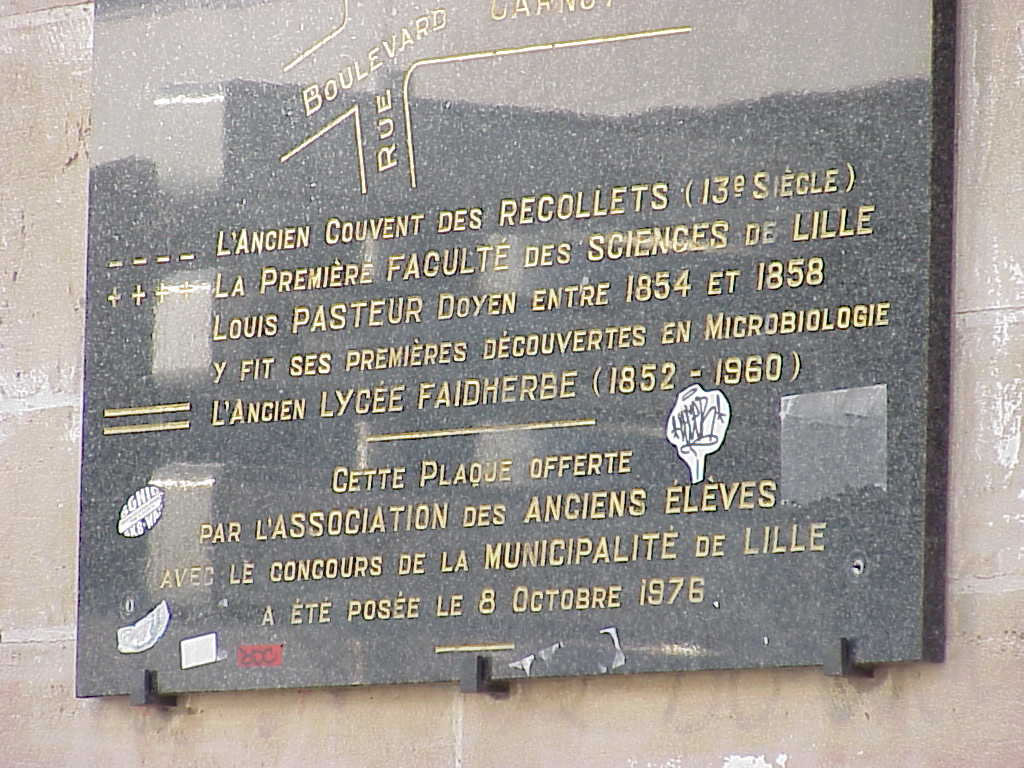 BOULEVARD CARNOT
RUE
L'ANCIEN COUVENT DES RECOLLETS (13e SIÈCLE)
LA PREMIÈRE FACULTÉ DES SCIENCES DE LILLE
LOUIS PASTEUR DOYEN ENTRE 1854 ET 1858
Y FIT SES PREMIÈRES DÉCOUVERTES EN MICROBIOLOGIE
L'ANCIEN LYCÉE FAIDHERBE (1852 - 1960)
CETTE PLAQUE OFFERTE
PAR L'ASSOCIATION DES ANCIENS ÉLÈVES
AVEC LE CONCOURS DE LA MUNICIPALITÉ DE LILLE
A ÉTÉ POSÉE LE 8 OCTOBRE 1976